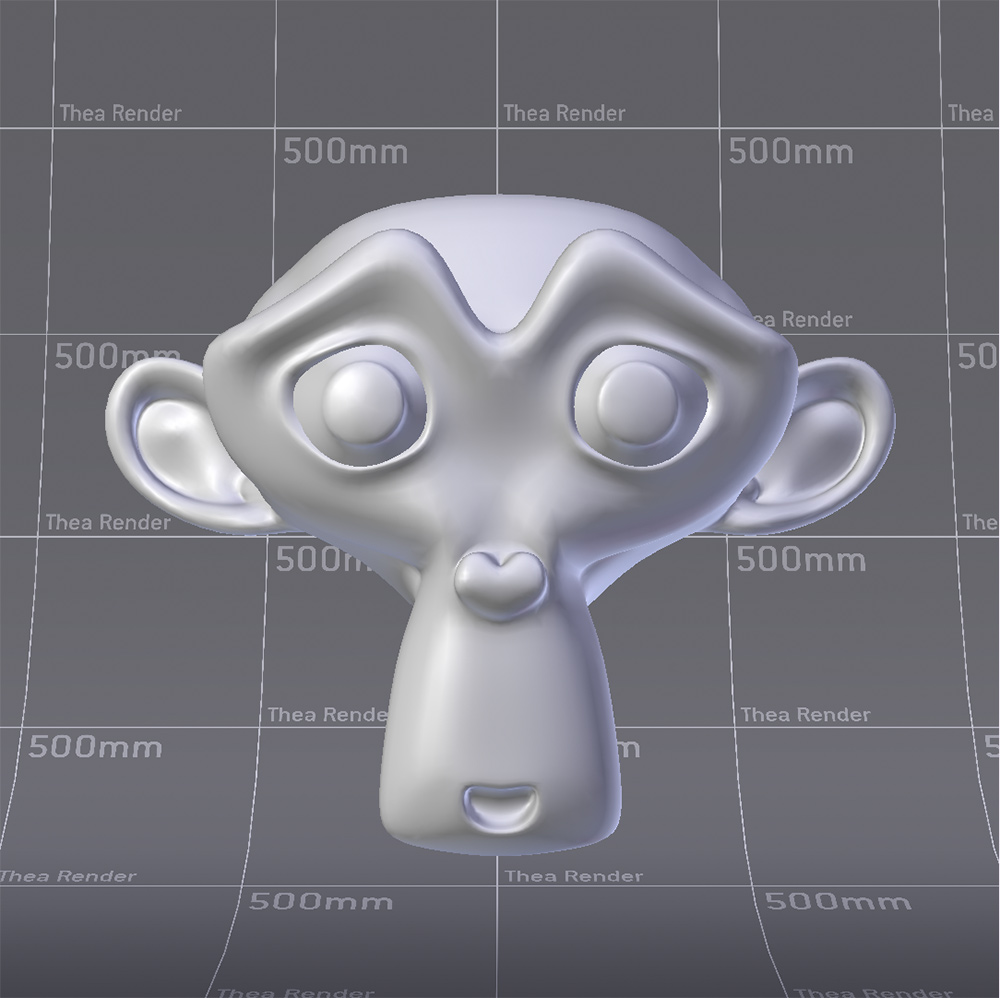 Thea Render
Thea Render
Thea
500mm
500mm
ea Render
500mm
50
Thea Render
The
500m
500mm
Thea Rende
Thea Render
500mm
m
5
Thea Render
Thea Render
500mm
500mm
Thea Render
Thea Render